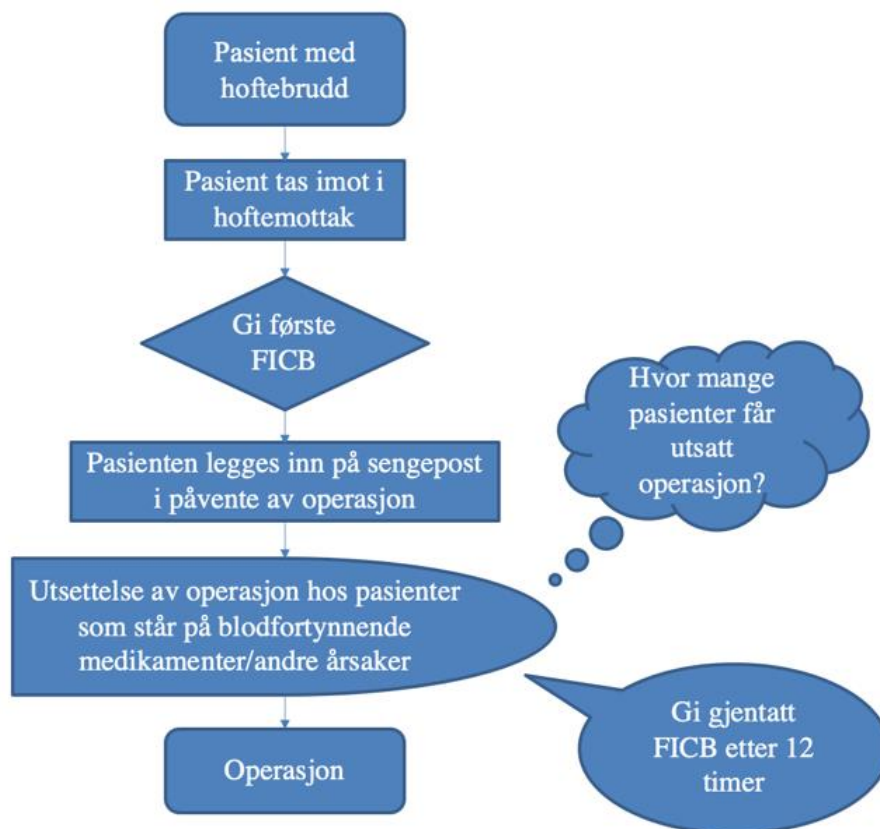 Pasient med
hoftebrudd
Pasient tas imot i
hoftemottak
Gi første
FICB
Pasienten legges inn på sengepost
i påvente av operasjon
Hvor mange
pasienter får
utsatt
operasjon?
Utsettelse av operasjon hos pasienter
som står på blodfortynnende
medikamenter/andre årsaker
Gi gjentatt
FICB etter 12
timer
Operasjon